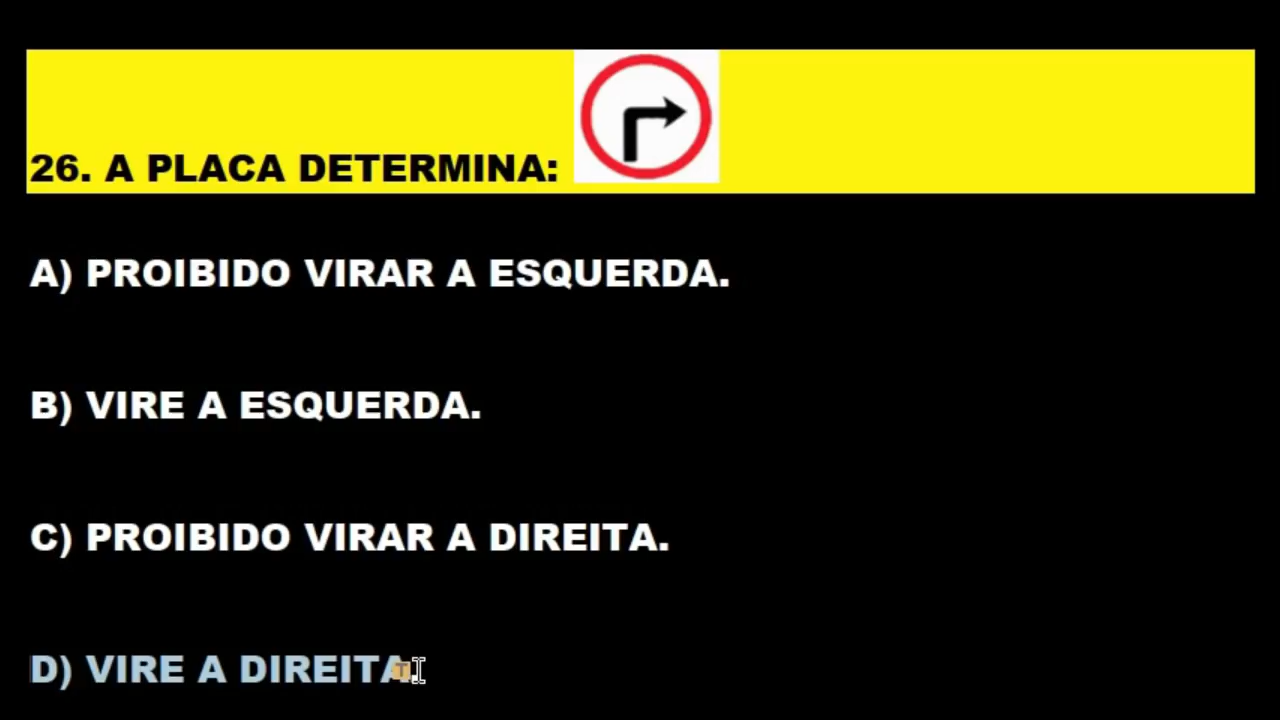 26. A PLACA DETERMINA:
A) PROIBIDO VIRAR A ESQUERDA.
B) VIRE A ESQUERDA.
C) PROIBIDO VIRAR A DIREITA.
D) VIRE A DIREITA.